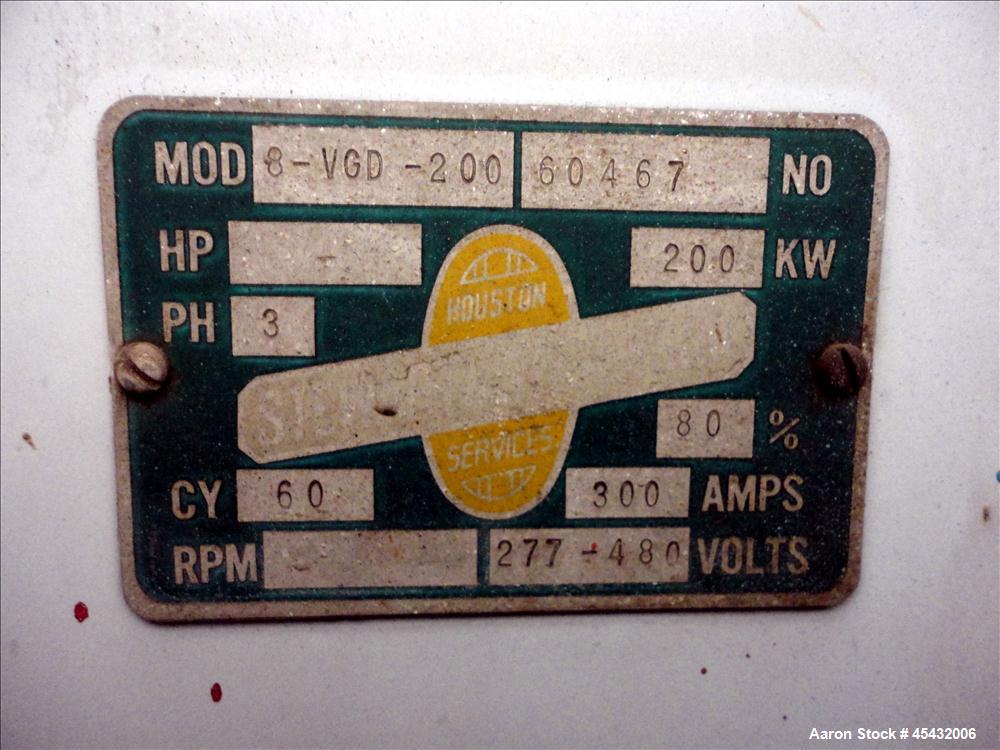 MOD 8-VGD-200 60467 NO
HP - 200 KW
HOUSTON
PH 3
80 %
SERVICES
CY 60 300 AMPS
RPM - 277-480 VOLTS
Aaron Stock # 45432006